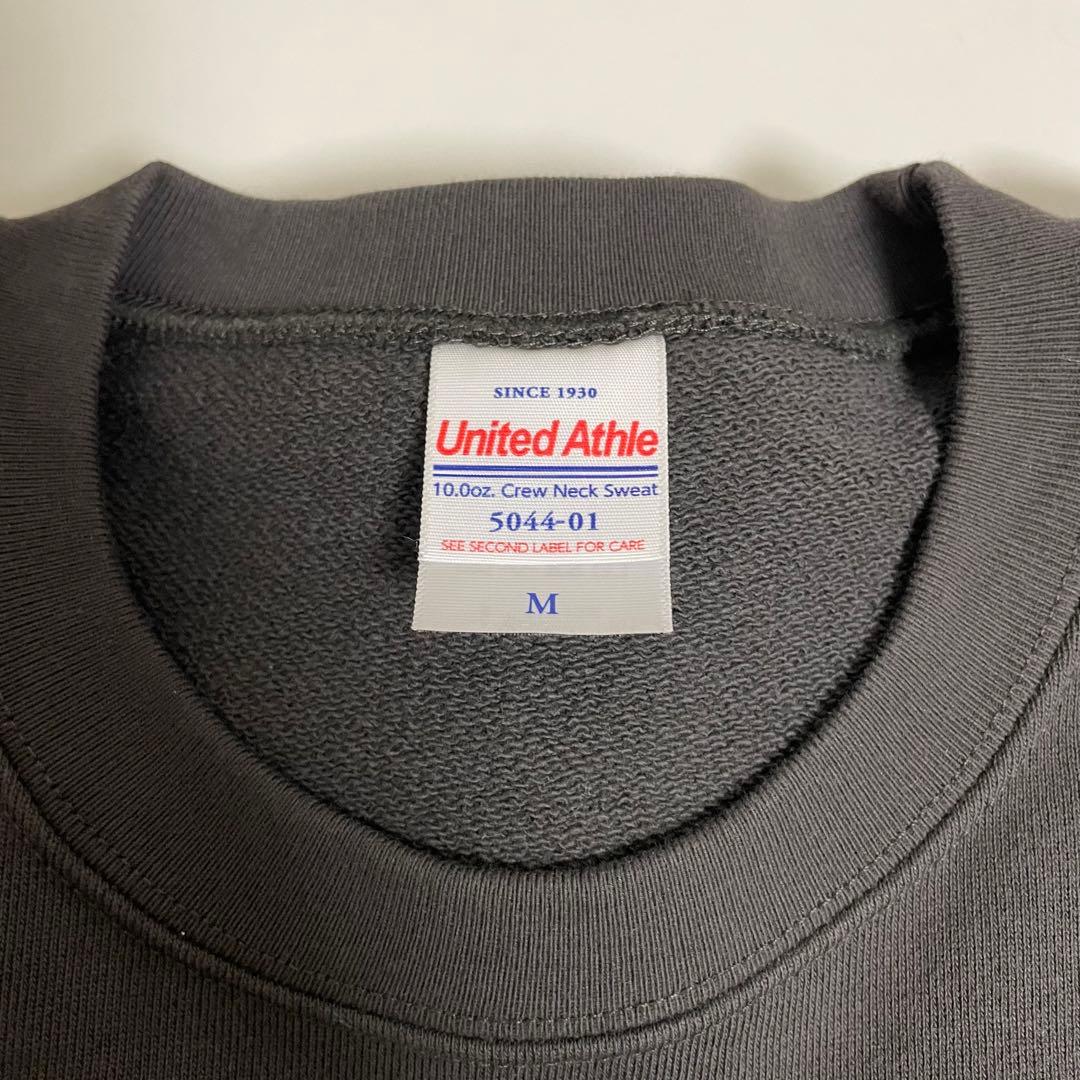 SINCE 1930
United Athle
10.0oz. Crew Neck Sweat
5044-01
SEE SECOND LABEL FOR CARE
M